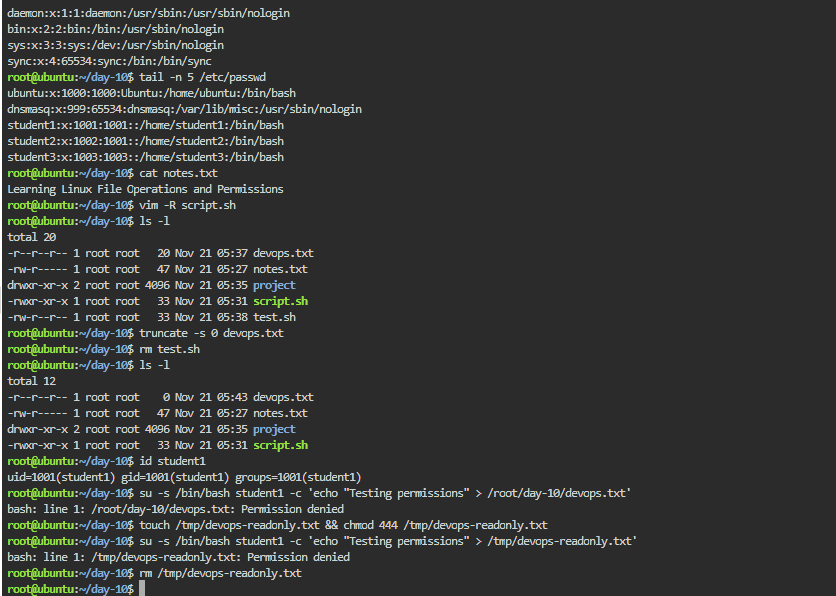 daemon:x:1:1:daemon:/usr/sbin:/usr/sbin/nologin
bin:x:2:2:bin:/bin:/usr/sbin/nologin
sys:x:3:3:sys:/dev:/usr/sbin/nologin
sync:x:4:65534:sync:/bin:/bin/sync
root@ubuntu:~/day-10$ tail -n 5 /etc/passwd
ubuntu:x:1000:1000:Ubuntu:/home/ubuntu:/bin/bash
dnsmasq:x:999:65534:dnsmasq:/var/lib/misc:/usr/sbin/nologin
student1:x:1001:1001::/home/student1:/bin/bash
student2:x:1002:1001::/home/student2:/bin/bash
student3:x:1003:1003::/home/student3:/bin/bash
root@ubuntu:~/day-10$ cat notes.txt
Learning Linux File Operations and Permissions
root@ubuntu:~/day-10$ vim -R script.sh
root@ubuntu:~/day-10$ ls -l
total 20
-r--r--r-- 1 root root   20 Nov 21 05:37 devops.txt
-rw-r----- 1 root root   47 Nov 21 05:27 notes.txt
drwxr-xr-x 2 root root 4096 Nov 21 05:35 project
-rwxr-xr-x 1 root root   33 Nov 21 05:31 script.sh
-rw-r--r-- 1 root root   33 Nov 21 05:38 test.sh
root@ubuntu:~/day-10$ truncate -s 0 devops.txt
root@ubuntu:~/day-10$ rm test.sh
root@ubuntu:~/day-10$ ls -l
total 12
-r--r--r-- 1 root root    0 Nov 21 05:43 devops.txt
-rw-r----- 1 root root   47 Nov 21 05:27 notes.txt
drwxr-xr-x 2 root root 4096 Nov 21 05:35 project
-rwxr-xr-x 1 root root   33 Nov 21 05:31 script.sh
root@ubuntu:~/day-10$ id student1
uid=1001(student1) gid=1001(student1) groups=1001(student1)
root@ubuntu:~/day-10$ su -s /bin/bash student1 -c 'echo "Testing permissions" > /root/day-10/devops.txt'
bash: line 1: /root/day-10/devops.txt: Permission denied
root@ubuntu:~/day-10$ touch /tmp/devops-readonly.txt && chmod 444 /tmp/devops-readonly.txt
root@ubuntu:~/day-10$ su -s /bin/bash student1 -c 'echo "Testing permissions" > /tmp/devops-readonly.txt'
bash: line 1: /tmp/devops-readonly.txt: Permission denied
root@ubuntu:~/day-10$ rm /tmp/devops-readonly.txt
root@ubuntu:~/day-10$